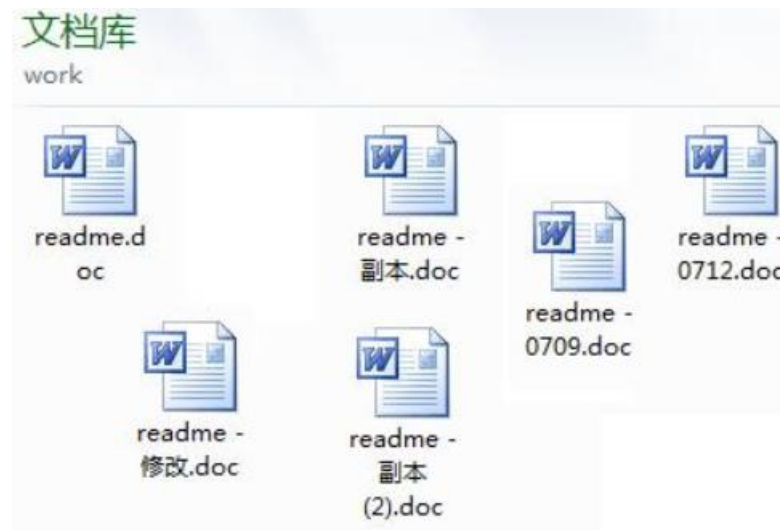 文档库
work
readme.d
oc
readme -
副本.doc
readme -
0709.doc
readme -
0712.doc
readme -
修改.doc
readme -
副本
(2).doc